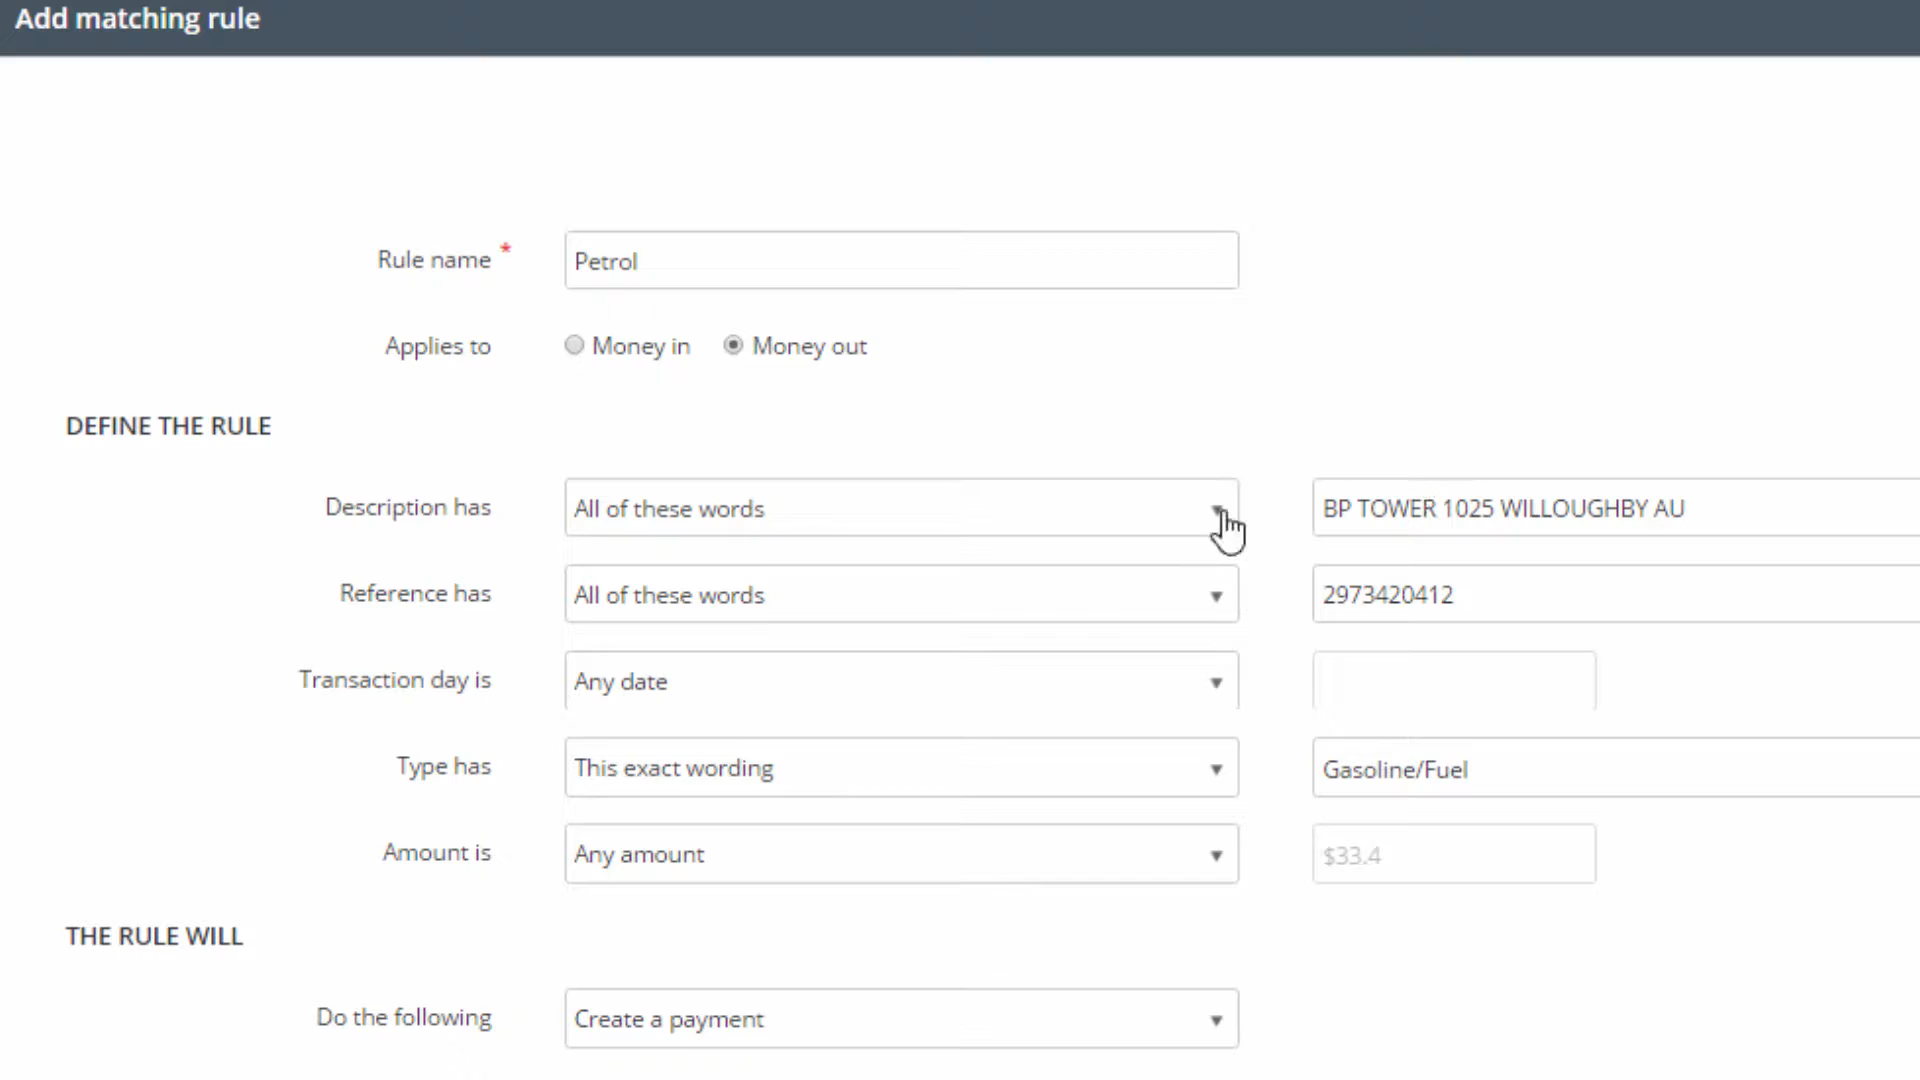 Add matching rule
Rule name *
Petrol
Applies to
Money in
Money out
DEFINE THE RULE
Description has
All of these words
BP TOWER 1025 WILLOUGHBY AU
Reference has
All of these words
2973420412
Transaction day is
Any date
Type has
This exact wording
Gasoline/Fuel
Amount is
Any amount
$33.4
THE RULE WILL
Do the following
Create a payment